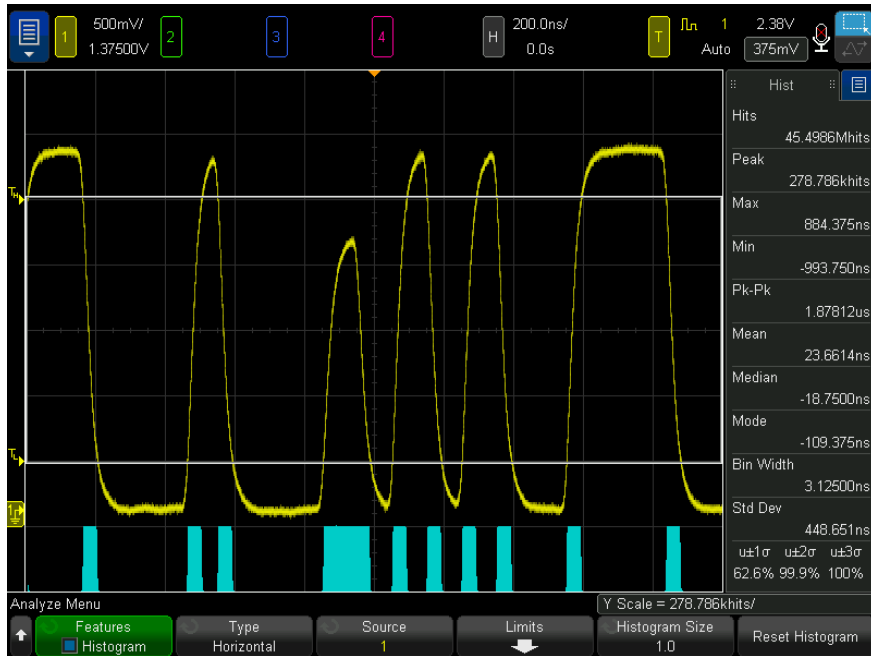 1 500mV/ 2 3 4 H 200.0ns/ T 1 2.38V
1.37500V 0.0s Auto 375mV
Hist
Hits
45.4986Mhits
Peak
278.786khits
Max
884.375ns
Min
-993.750ns
Pk-Pk
1.87812us
Mean
23.6614ns
Median
-18.7500ns
Mode
-109.375ns
Bin Width
3.12500ns
Std Dev
448.651ns
u±1σ u±2σ u±3σ
62.6% 99.9% 100%
TH
TL
1
Analyze Menu
Y Scale = 278.786khits/
Features
Histogram
Type
Horizontal
Source
1
Limits
Histogram Size
1.0
Reset Histogram